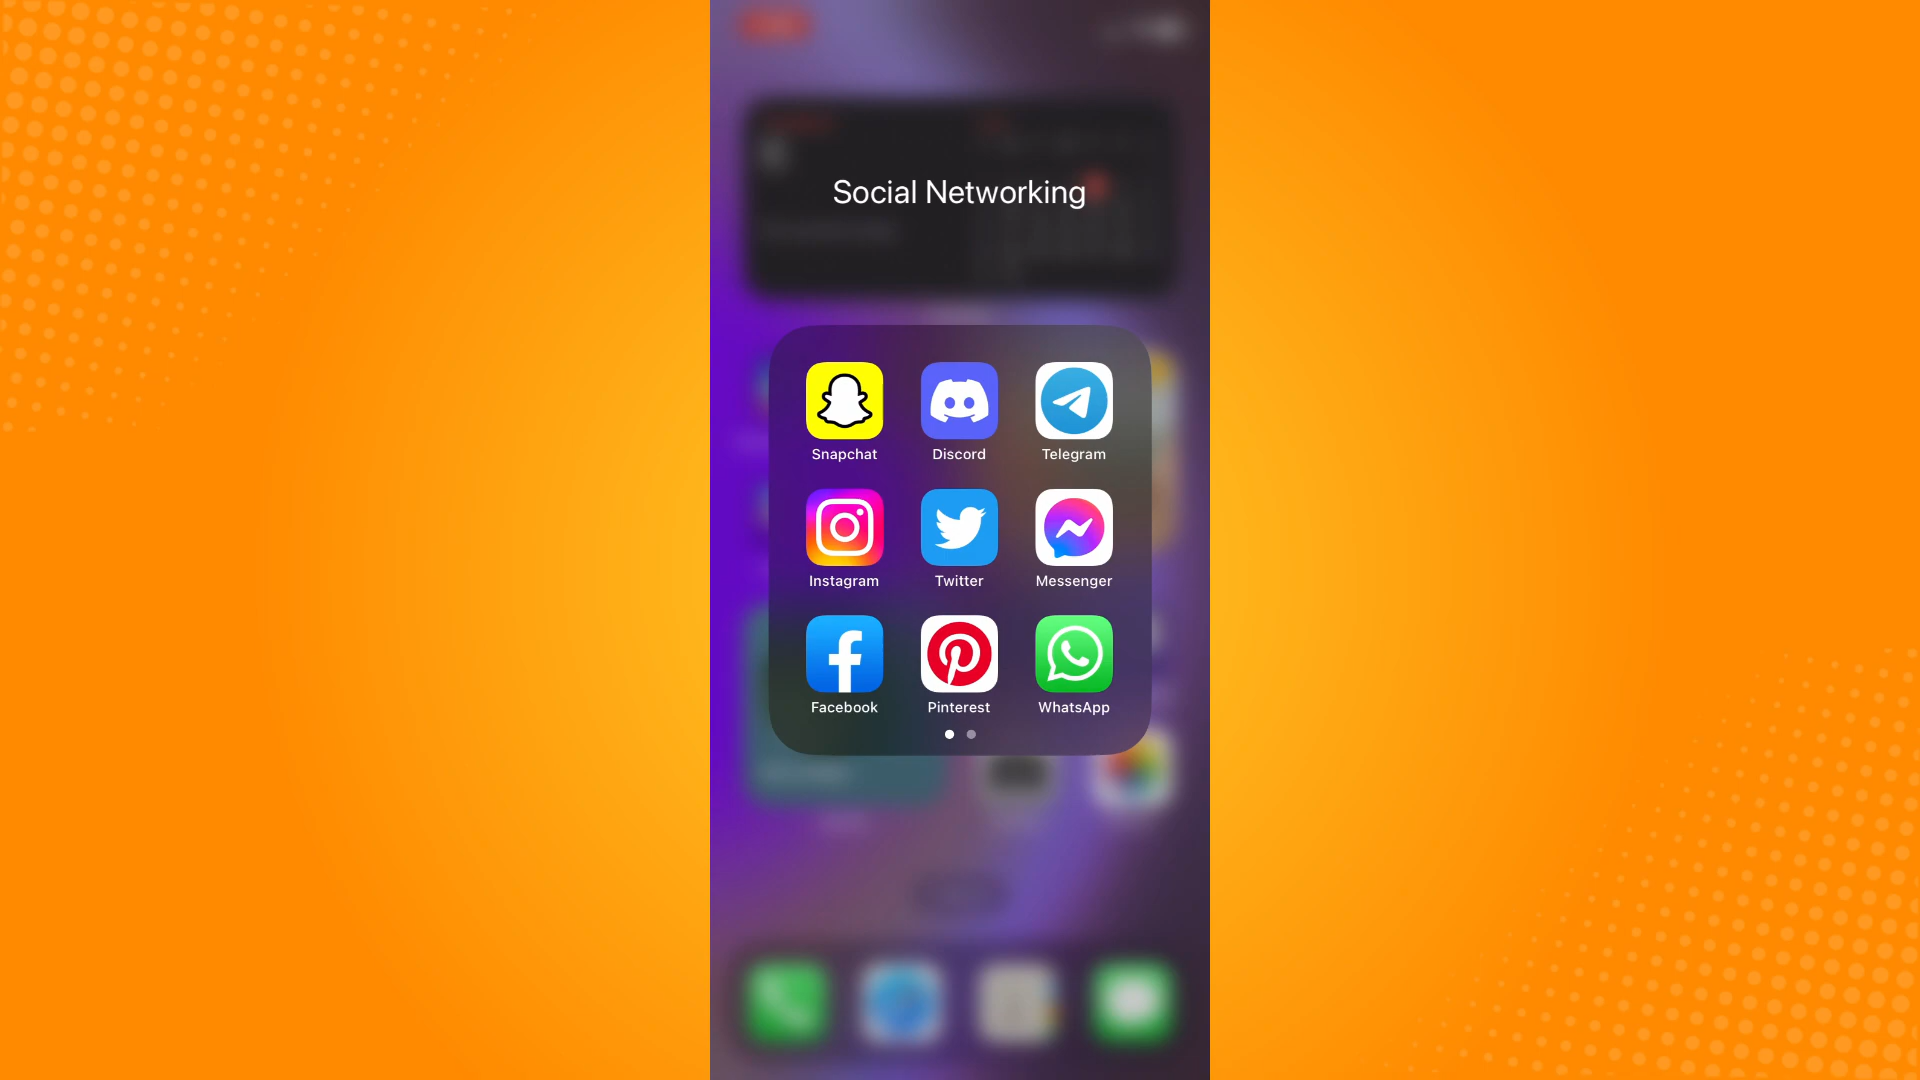 Social Networking
Snapchat Discord Telegram
Instagram Twitter Messenger
Facebook Pinterest WhatsApp